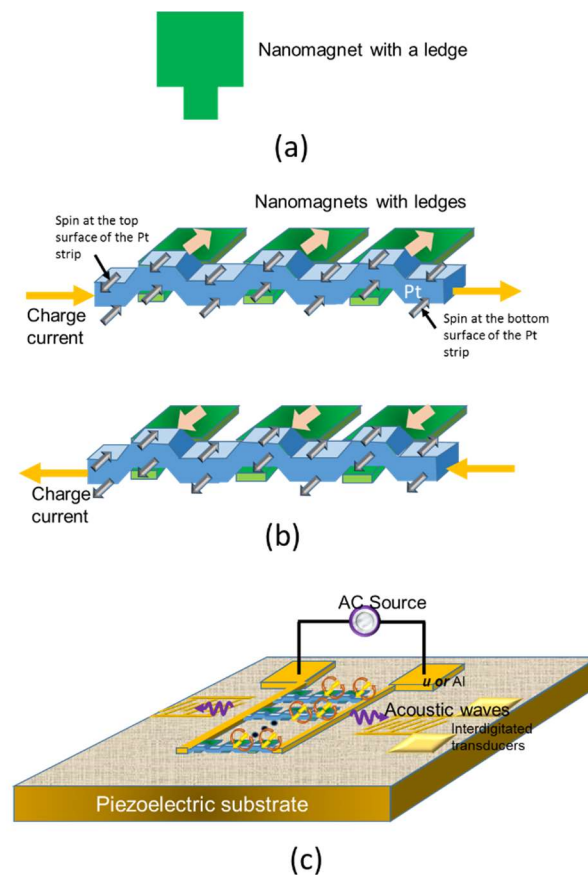 Nanomagnet with a ledge
(a)
Nanomagnets with ledges
Spin at the top
surface of the Pt
strip
Pt
Charge
current
Spin at the bottom
surface of the Pt
strip
Charge
current
(b)
AC Source
u or Al
Acoustic waves
Interdigitated
transducers
Piezoelectric substrate
(c)